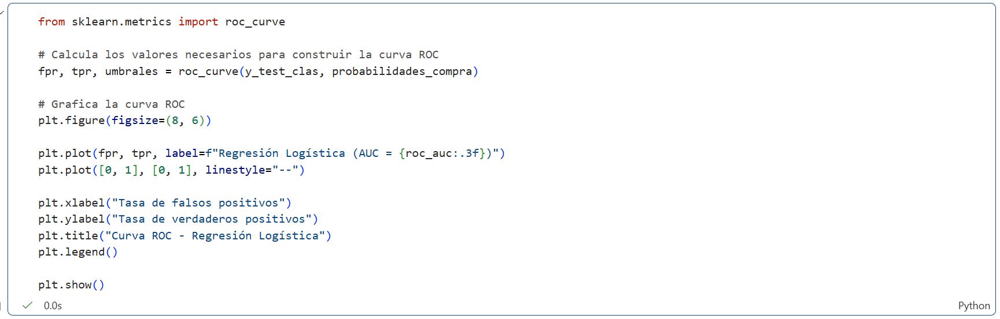 from sklearn.metrics import roc_curve
# Calcula los valores necesarios para construir la curva ROC
fpr, tpr, umbrales = roc_curve(y_test_clas, probabilidades_compra)
# Grafica la curva ROC
plt.figure(figsize=(8, 6))
plt.plot(fpr, tpr, label=f"Regresión Logística (AUC = {roc_auc:.3f})")
plt.plot([0, 1], [0, 1], linestyle="--")
plt.xlabel("Tasa de falsos positivos")
plt.ylabel("Tasa de verdaderos positivos")
plt.title("Curva ROC - Regresión Logística")
plt.legend()
plt.show()
0.0s
Python